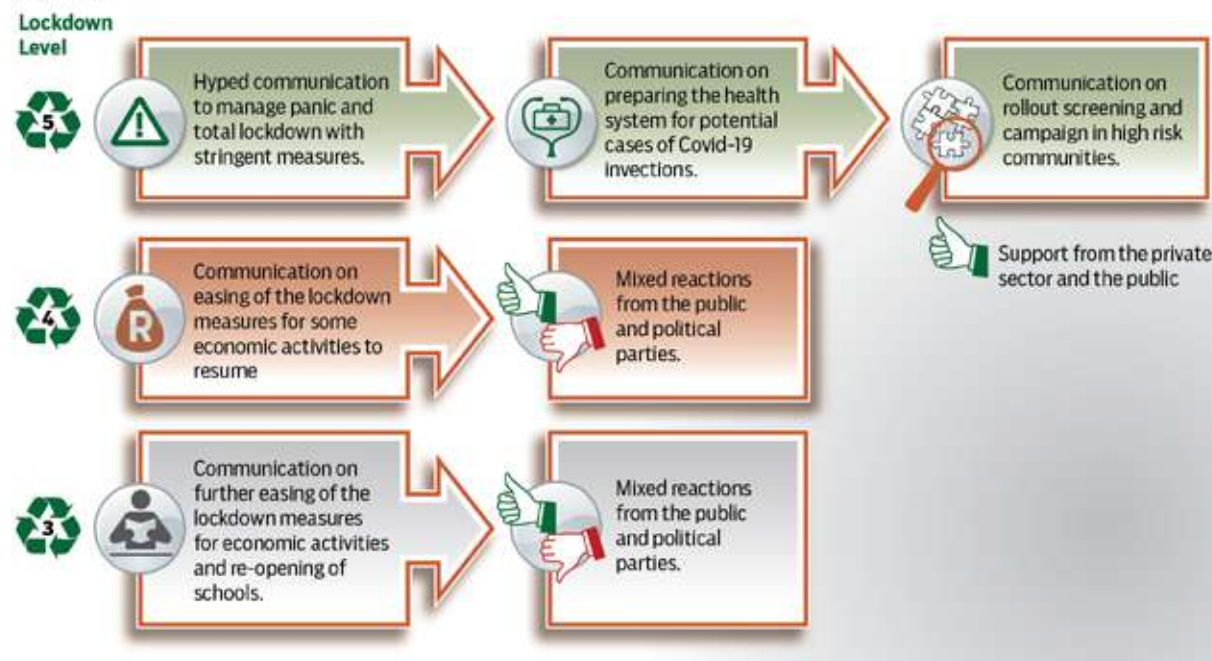 Lockdown
Level
5
Hyped communication
to manage panic and
total lockdown with
stringent measures.
Communication on
preparing the health
system for potential
cases of Covid-19
invections.
Communication on
rollout screening and
campaign in high risk
communities.
Support from the private
sector and the public
4
R
Communication on
easing of the lockdown
measures for some
economic activities to
resume
Mixed reactions
from the public
and political
parties.
3
Communication on
further easing of the
lockdown measures
for economic activities
and re-opening of
schools.
Mixed reactions
from the public
and political
parties.